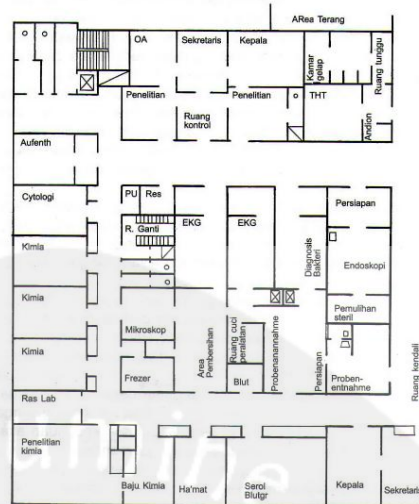 ARea Terang
OA
Sekretaris
Kepala
Kamar
gelap
Ruang tunggu
Penelitian
Ruang
kontrol
Penelitian
THT
Andion
Aufenth
Cytologi
PU
Res
Persiapan
R. Ganti
EKG
EKG
Kimia
Diagnosis
Bakteri
Endoskopi
Kimia
Pemulihan
steril
Mikroskop
Area
Pembersihan
Ruang cuci
peralatan
Probenannahme
Persiapan
Kimia
Frezer
Blut
Proben-
entnahme
Ruang kendali
Ras Lab
Penelitian
kimia
Baju Kimia
Ha'mat
Serol
Blutgr
Kepala
Sekretaris